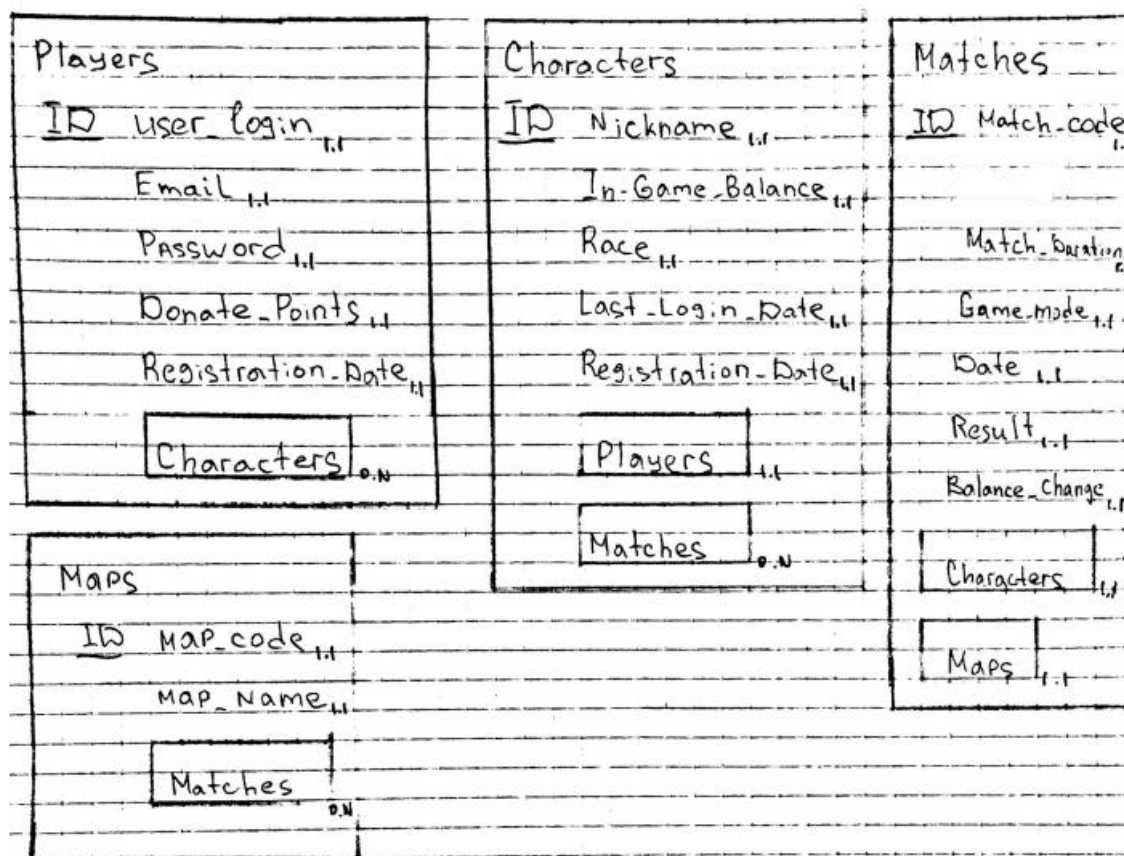 Players
ID user_login 1.1
Email 1.1
Password 1.1
Donate_Points 1.1
Registration_Date 1.1
Characters 0.N
Characters
ID Nickname 1.1
In-Game_Balance 1.1
Race 1.1
Last_Login_Date 1.1
Registration_Date 1.1
Players 1.1
Matches 0.N
Matches
ID Match_code
Match_Duration
Game_mode 1.1
Date 1.1
Result 1.1
Balance_Change 1.1
Characters 1.1
Maps 1.1
Maps
ID Map_code 1.1
Map_Name 1.1
Matches 0.N